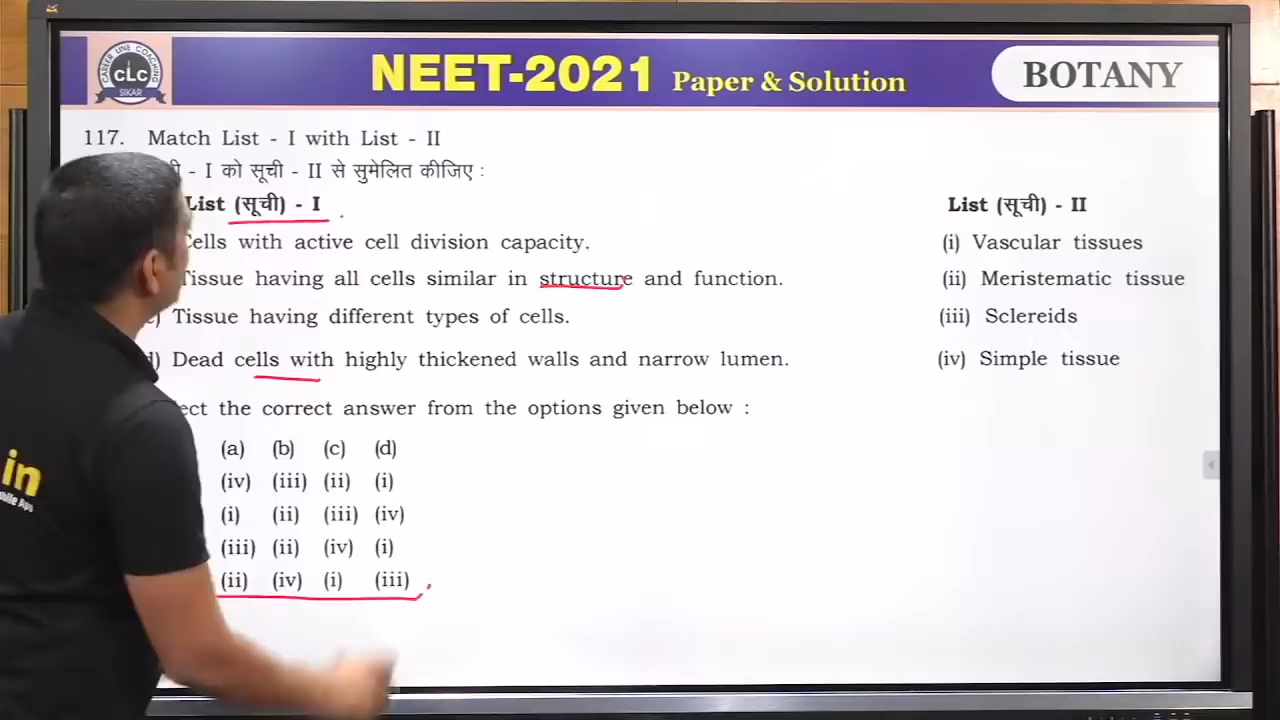 CAREER LINE COACHING
CLC
SIKAR
NEET-2021 Paper & Solution
BOTANY
117. Match List - I with List - II
- I को सूची - II से सुमेलित कीजिए :
List (सूची) - I List (सूची) - II
Cells with active cell division capacity. (i) Vascular tissues
Tissue having all cells similar in structure and function. (ii) Meristematic tissue
Tissue having different types of cells. (iii) Sclereids
d) Dead cells with highly thickened walls and narrow lumen. (iv) Simple tissue
ect the correct answer from the options given below :
(a) (b) (c) (d)
(iv) (iii) (ii) (i)
(i) (ii) (iii) (iv)
(iii) (ii) (iv) (i)
(ii) (iv) (i) (iii)
in
App